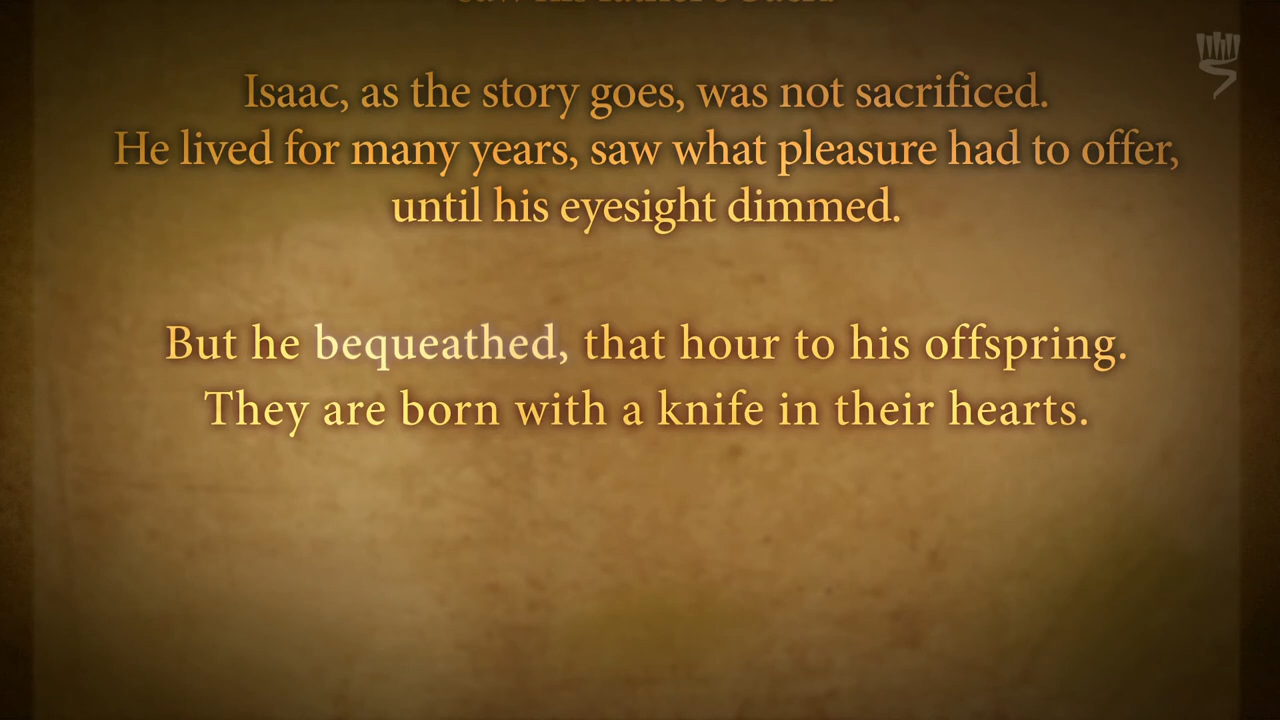 Isaac, as the story goes, was not sacrificed.
He lived for many years, saw what pleasure had to offer,
until his eyesight dimmed.
But he bequeathed, that hour to his offspring.
They are born with a knife in their hearts.